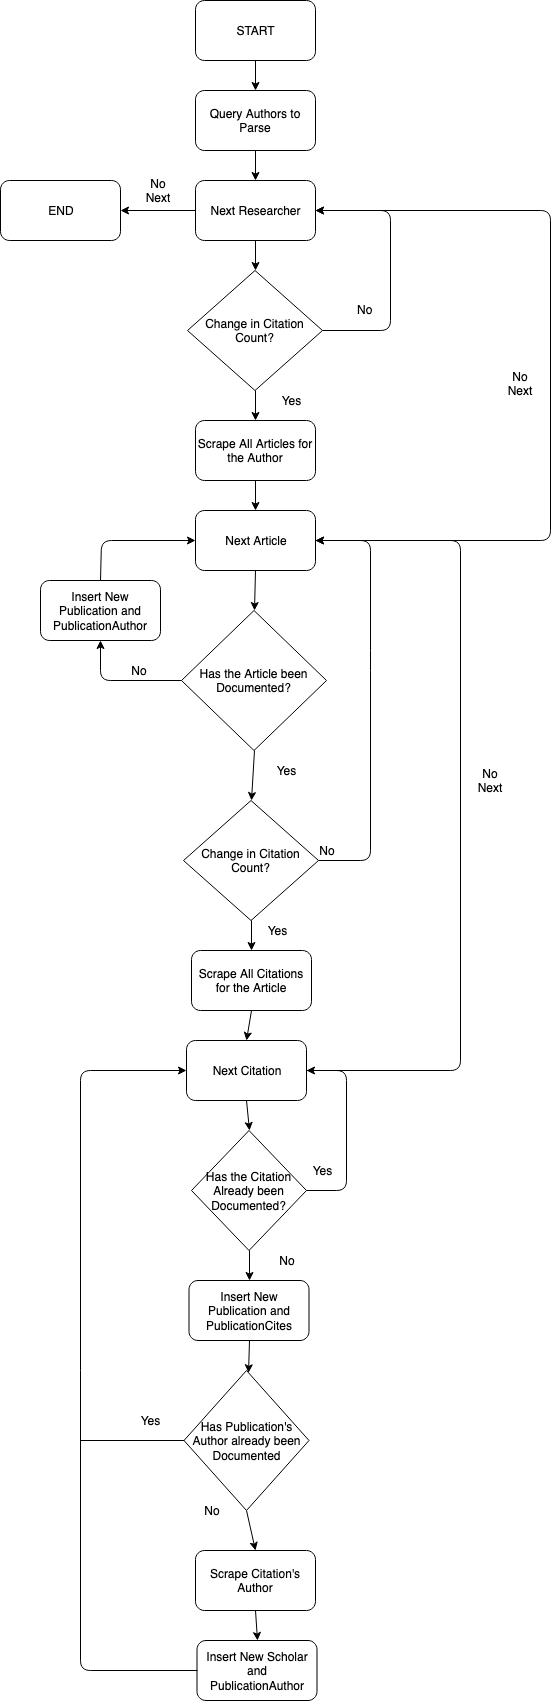 START
Query Authors to
Parse
No
Next
END
Next Researcher
No
Change in Citation
Count?
No
Next
Yes
Scrape All Articles for
the Author
Next Article
Insert New
Publication and
PublicationAuthor
No
Has the Article been
Documented?
Yes
No
Next
Change in Citation
Count?
No
Yes
Scrape All Citations
for the Article
Next Citation
Has the Citation
Already been
Documented?
Yes
No
Insert New
Publication and
PublicationCites
Yes
Has Publication's
Author already been
Documented
No
Scrape Citation's
Author
Insert New Scholar
and
PublicationAuthor